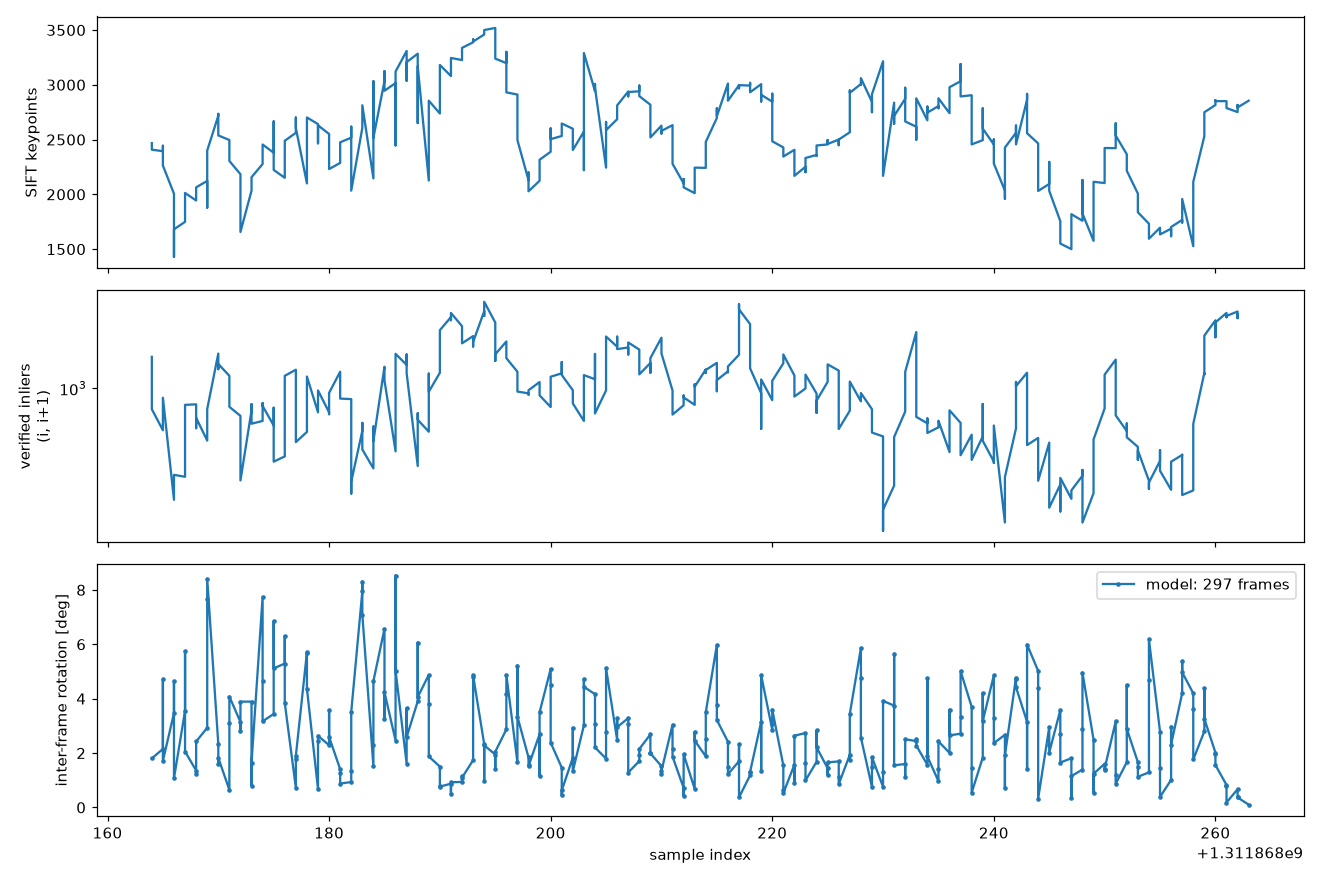 3500
3000
2500
2000
1500
SIFT keypoints
10³
verified inliers
(i, i+1)
8
6
4
2
0
inter-frame rotation [deg]
model: 297 frames
160
180
200
220
240
260
sample index
+1.311868e9